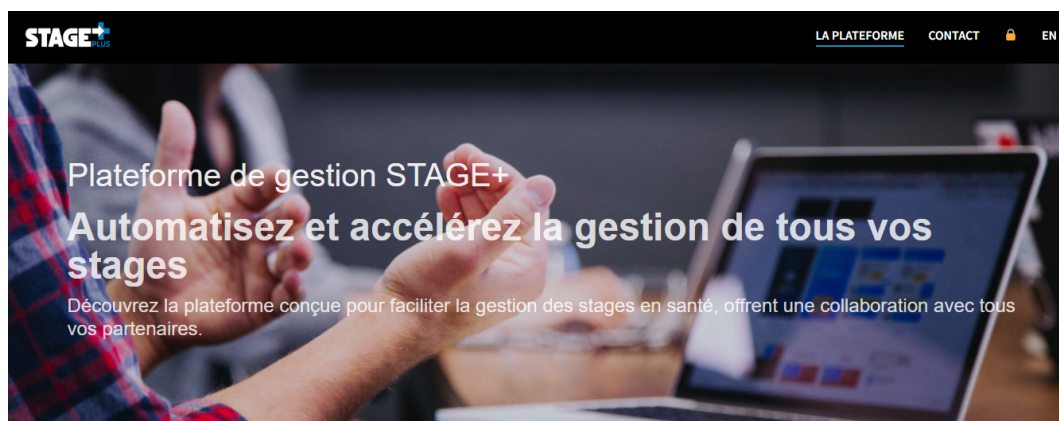 STAGE+ PLUS
LA PLATEFORME CONTACT EN
Plateforme de gestion STAGE+
Automatisez et accélérez la gestion de tous vos
stages
Découvrez la plateforme conçue pour faciliter la gestion des stages en santé, offrent une collaboration avec tous
vos partenaires.